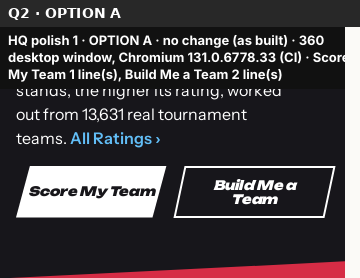 Q2 · OPTION A
HQ polish 1 · OPTION A · no change (as built) · 360
desktop window, Chromium 131.0.6778.33 (CI) · Score
My Team 1 line(s), Build Me a Team 2 line(s)
stands, the higher its rating, worked
out from 13,631 real tournament
teams. All Ratings ›
Score My Team
Build Me a
Team